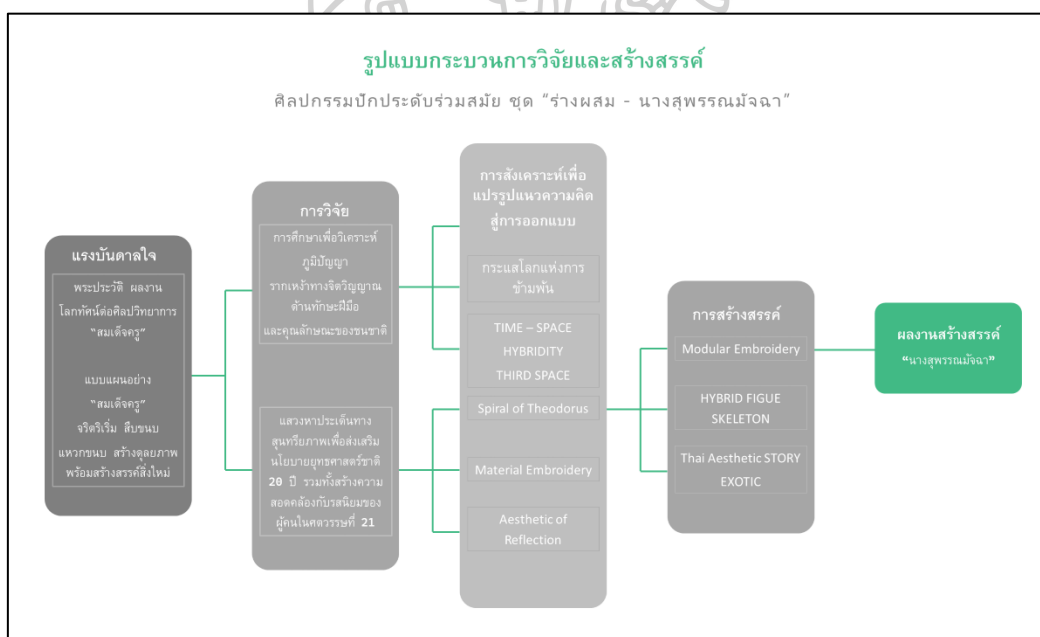 รูปแบบกระบวนการวิจัยและสร้างสรรค์
ศิลปกรรมปักประดับร่วมสมัย ชุด “ร่างผสม - นางสุพรรณมัจฉา”
แรงบันดาลใจ
พระประวัติ ผลงาน
โลกทัศน์ต่อศิลปวิทยาการ
“สมเด็จครู”
แบบแผนอย่าง
“สมเด็จครู”
จริตริเริ่ม สืบขนบ
แหวกขนบ สร้างดุลยภาพ
พร้อมสร้างสรรค์สิ่งใหม่
การวิจัย
การศึกษาเพื่อวิเคราะห์
ภูมิปัญญา
รากเหง้าทางจิตวิญญาณ
ด้านทักษะฝีมือ
และคุณลักษณะของชนชาติ
แสวงหาประเด็นทาง
สุนทรียภาพเพื่อส่งเสริม
นโยบายยุทธศาสตร์ชาติ
20 ปี รวมทั้งสร้างความ
สอดคล้องกับรสนิยมของ
ผู้คนในศตวรรษที่ 21
การสังเคราะห์เพื่อ
แปรรูปแนวความคิด
สู่การออกแบบ
กระแสโลกแห่งการ
ข้ามพ้น
TIME – SPACE
HYBRIDITY
THIRD SPACE
Spiral of Theodorus
Material Embroidery
Aesthetic of
Reflection
การสร้างสรรค์
Modular Embroidery
HYBRID FIGUE
SKELETON
Thai Aesthetic STORY
EXOTIC
ผลงานสร้างสรรค์
“นางสุพรรณมัจฉา”